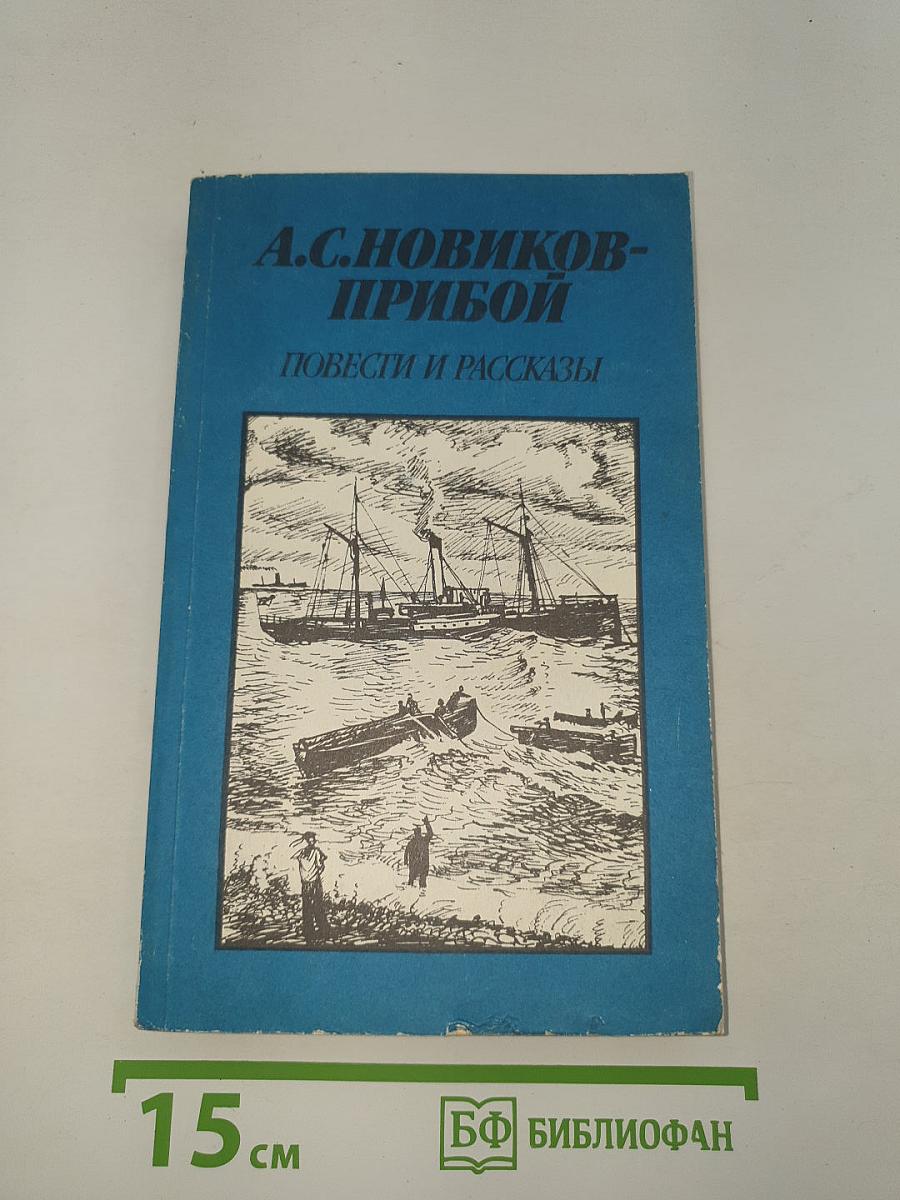 А.С.НОВИКОВ-
ПРИБОЙ
ПОВЕСТИ И РАССКАЗЫ
15 см
БФ БИБЛИОФАН